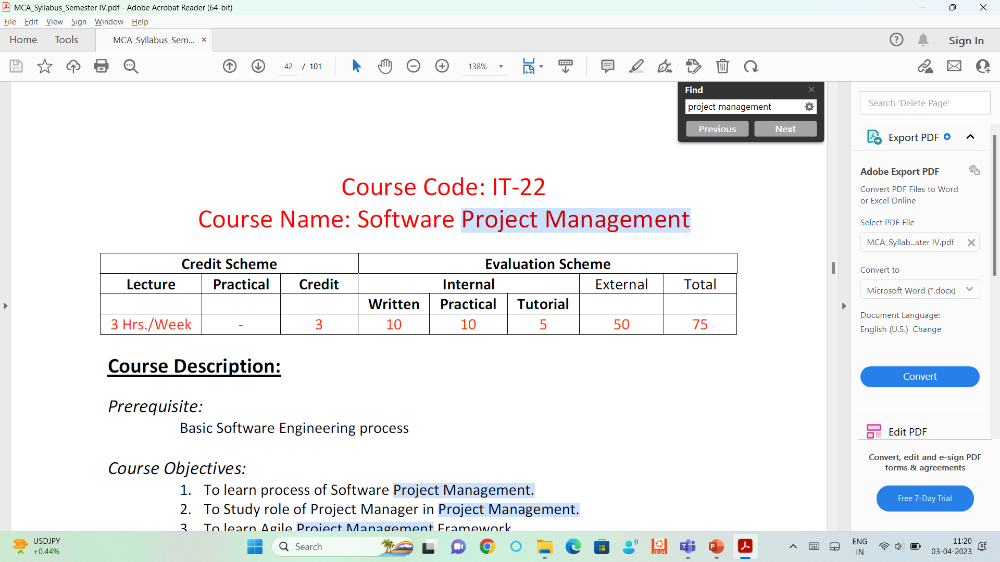 MCA_Syllabus_Semester IV.pdf - Adobe Acrobat Reader (64-bit)
File Edit View Sign Window Help
Home Tools MCA_Syllabus_Sem... × Sign In
42 / 101 138%
Find
project management
Previous Next
Search 'Delete Page'
Export PDF
Adobe Export PDF
Convert PDF Files to Word
or Excel Online
Select PDF File
MCA_Syllab...ster IV.pdf
Convert to
Microsoft Word (*.docx)
Document Language:
English (U.S.) Change
Convert
Edit PDF
Convert, edit and e-sign PDF
forms & agreements
Free 7-Day Trial
Course Code: IT-22
Course Name: Software Project Management
Credit Scheme Evaluation Scheme
Lecture Practical Credit Internal External Total
Written Practical Tutorial
3 Hrs./Week - 3 10 10 5 50 75
Course Description:
Prerequisite:
Basic Software Engineering process
Course Objectives:
1. To learn process of Software Project Management.
2. To Study role of Project Manager in Project Management.
3. To learn Agile Project Management Framework
USDJPY
+0.44%
Search
20.04
ENG
IN
11:20
03-04-2023